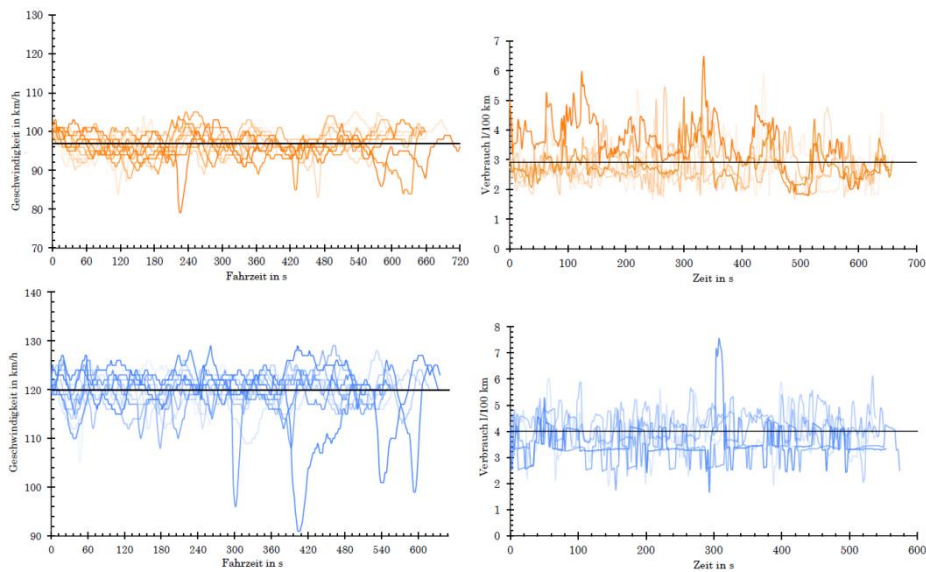 130
120
110
100
90
80
70
Geschwindigkeit in km/h
0 60 120 180 240 300 360 420 480 540 600 660 720
Fahrzeit in s
7
6
5
4
3
2
1
0
Verbrauch l/100 km
0 100 200 300 400 500 600 700
Zeit in s
140
130
120
110
100
90
Geschwindigkeit in km/h
0 60 120 180 240 300 360 420 480 540 600
Fahrzeit in s
8
7
6
5
4
3
2
1
0
Verbrauch l/100 km
0 100 200 300 400 500 600
Zeit in s